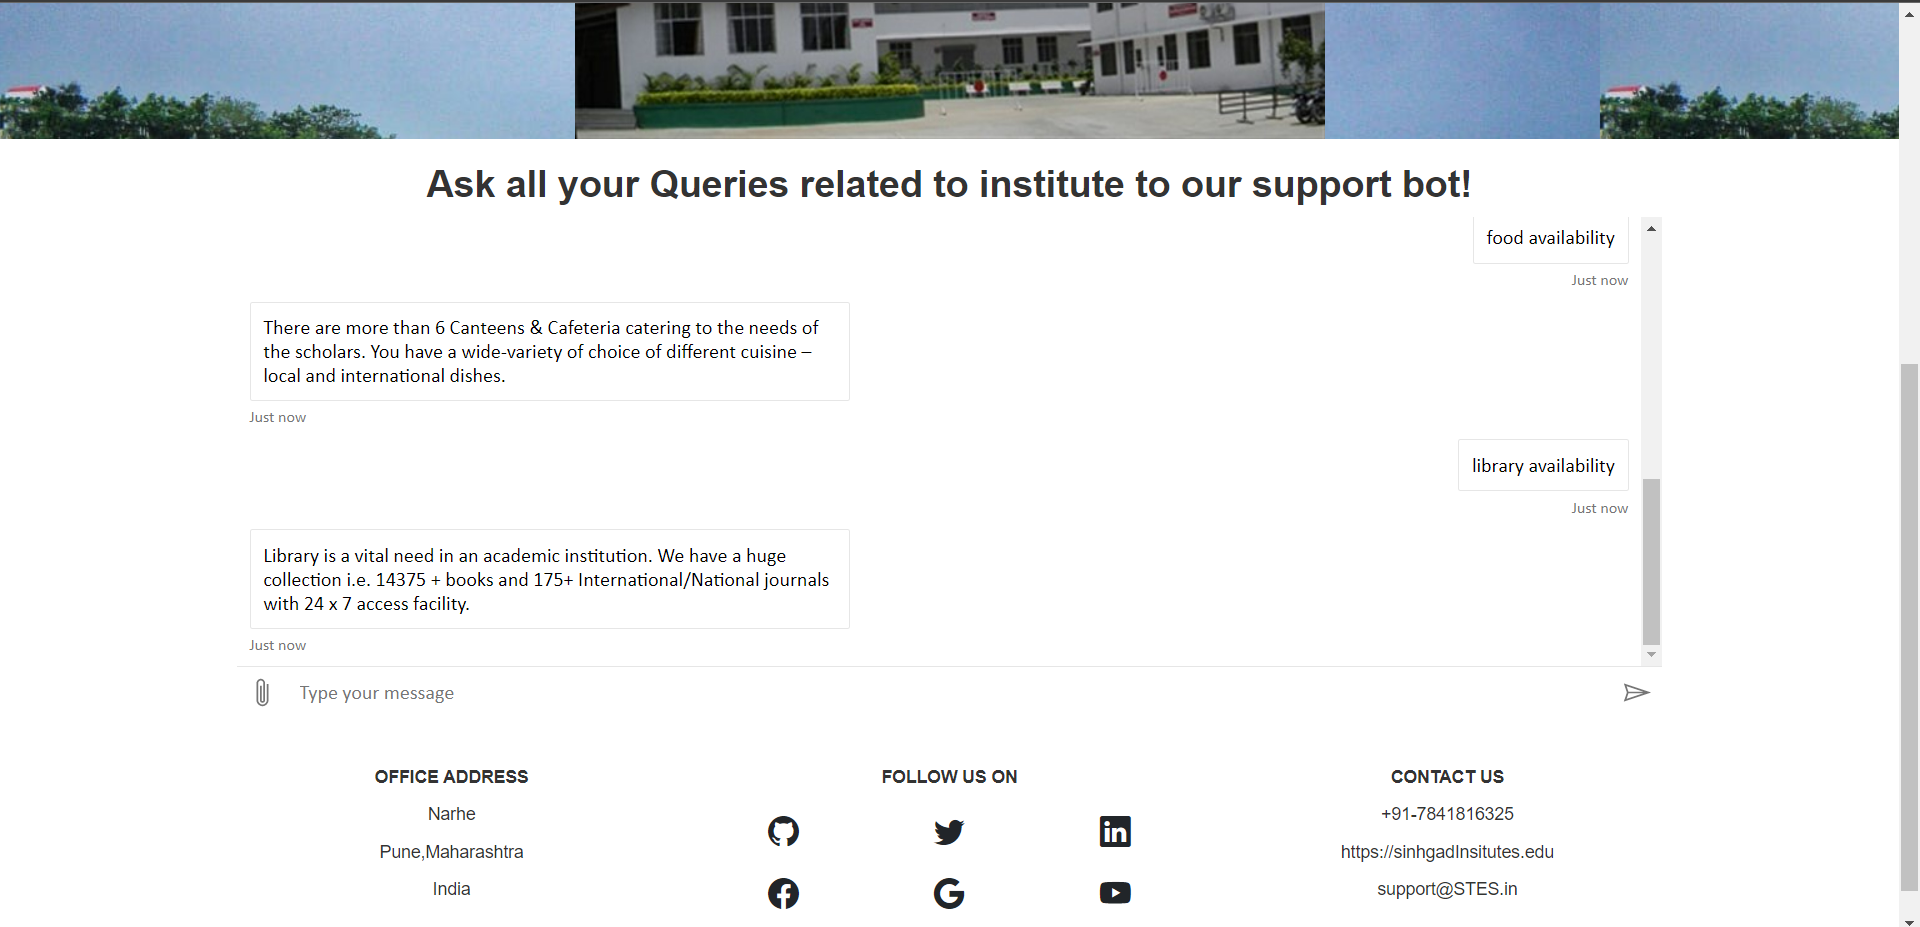 Ask all your Queries related to institute to our support bot!
food availability
Just now
There are more than 6 Canteens & Cafeteria catering to the needs of
the scholars. You have a wide-variety of choice of different cuisine –
local and international dishes.
Just now
library availability
Just now
Library is a vital need in an academic institution. We have a huge
collection i.e. 14375 + books and 175+ International/National journals
with 24 x 7 access facility.
Just now
Type your message
OFFICE ADDRESS
Narhe
Pune,Maharashtra
India
FOLLOW US ON
CONTACT US
+91-7841816325
https://sinhgadInsitutes.edu
support@STES.in